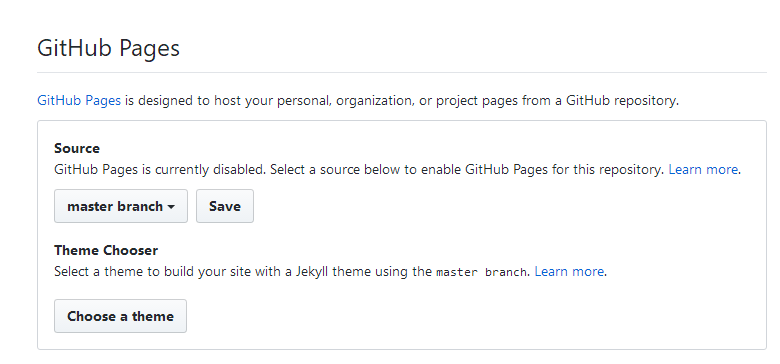 GitHub Pages
GitHub Pages is designed to host your personal, organization, or project pages from a GitHub repository.
Source
GitHub Pages is currently disabled. Select a source below to enable GitHub Pages for this repository. Learn more.
master branch Save
Theme Chooser
Select a theme to build your site with a Jekyll theme using the master branch. Learn more.
Choose a theme